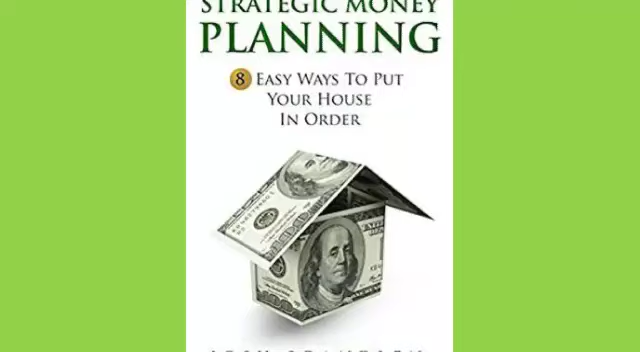 STRATEGIC MONEY
PLANNING
8 EASY WAYS TO PUT
YOUR HOUSE
IN ORDER